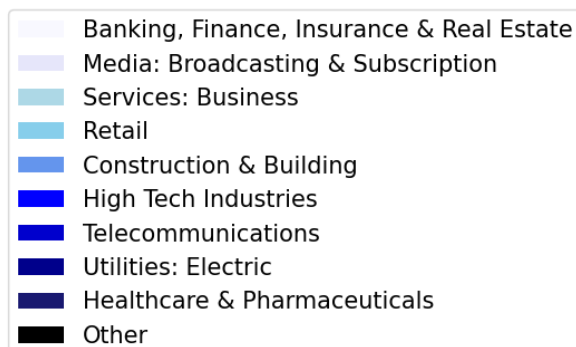 Banking, Finance, Insurance & Real Estate
Media: Broadcasting & Subscription
Services: Business
Retail
Construction & Building
High Tech Industries
Telecommunications
Utilities: Electric
Healthcare & Pharmaceuticals
Other